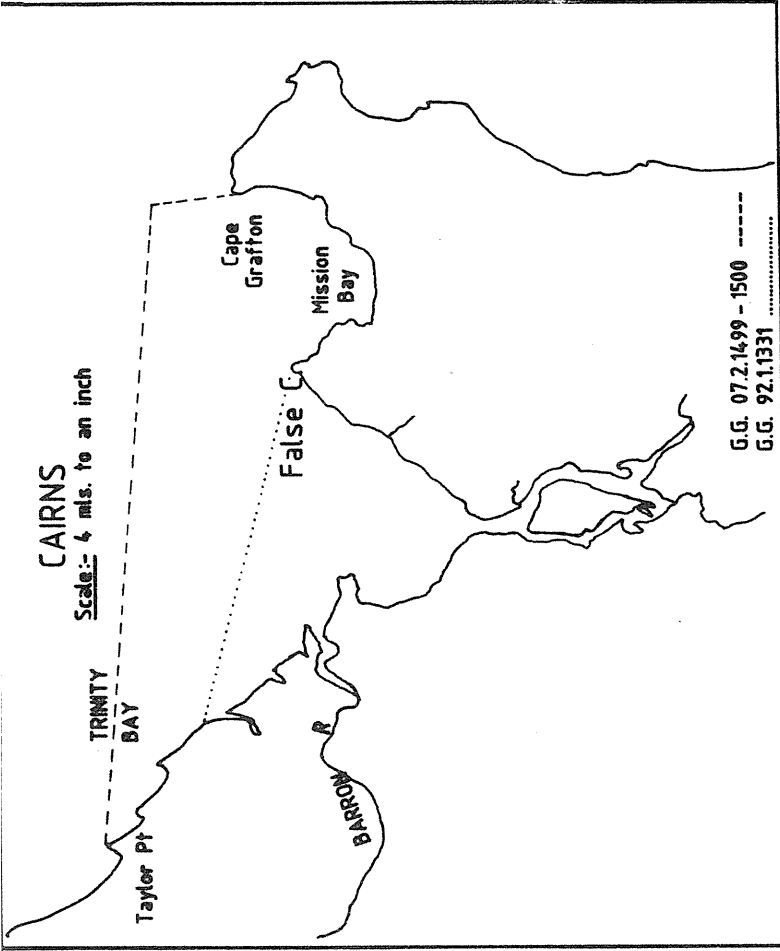 CAIRNS
Scale:- 4 mls. to an inch
TRINITY
BAY
Taylor Pt
BARRON
R
False C.
Mission
Bay
Cape
Grafton
G.G. 07.2.1499 - 1500 ------
G.G. 92.1.1331 ....................